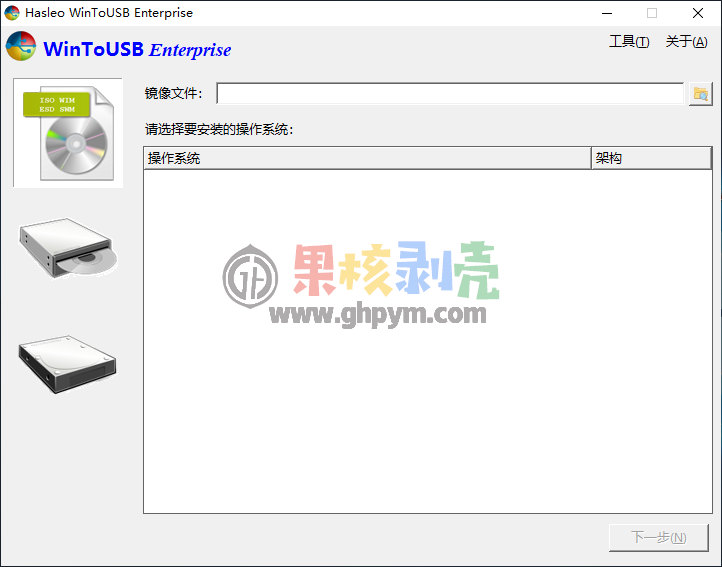 Hasleo WinToUSB Enterprise
WinToUSB Enterprise
工具(T) 关于(A)
ISO WIM
ESD SWM
镜像文件:
请选择要安装的操作系统:
操作系统 架构
果核剥壳
www.ghpym.com
下一步(N)